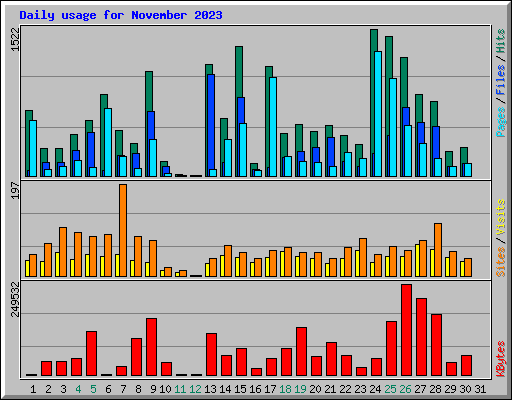 Daily usage for November 2023
1522
Pages / Files / Hits
197
Sites / Visits
249532
KBytes
1 2 3 4 5 6 7 8 9 10 11 12 13 14 15 16 17 18 19 20 21 22 23 24 25 26 27 28 29 30 31